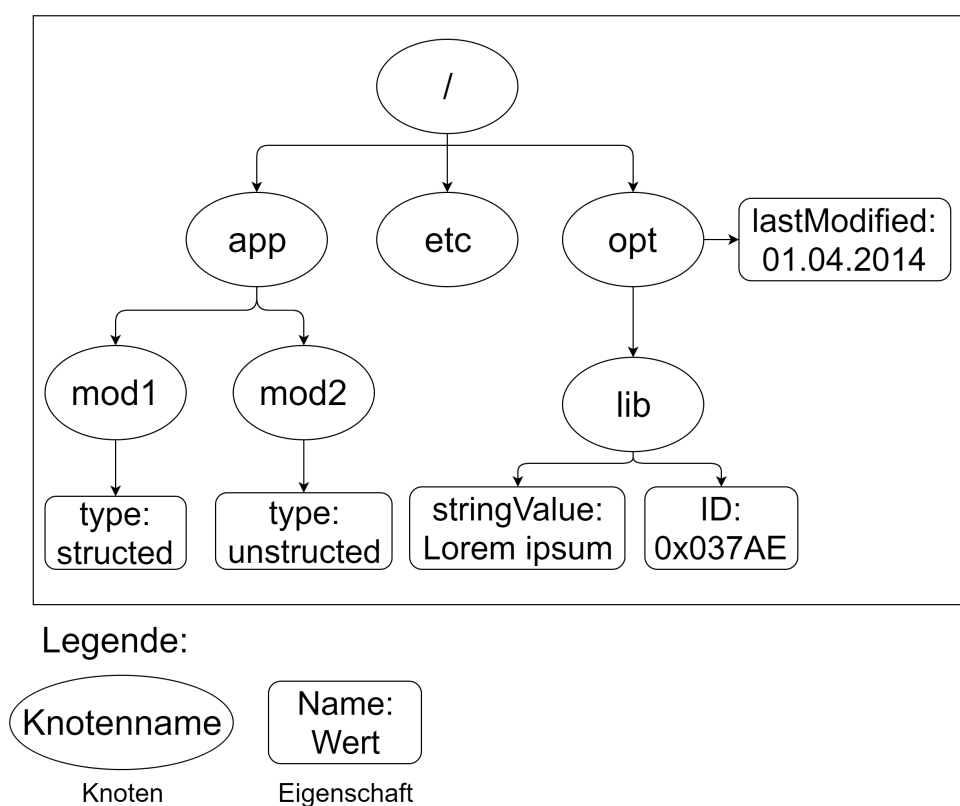 /
app
etc
opt
lastModified:
01.04.2014
mod1
mod2
lib
type:
structed
type:
unstructed
stringValue:
Lorem ipsum
ID:
0x037AE
Legende:
Knotenname
Name:
Wert
Knoten
Eigenschaft